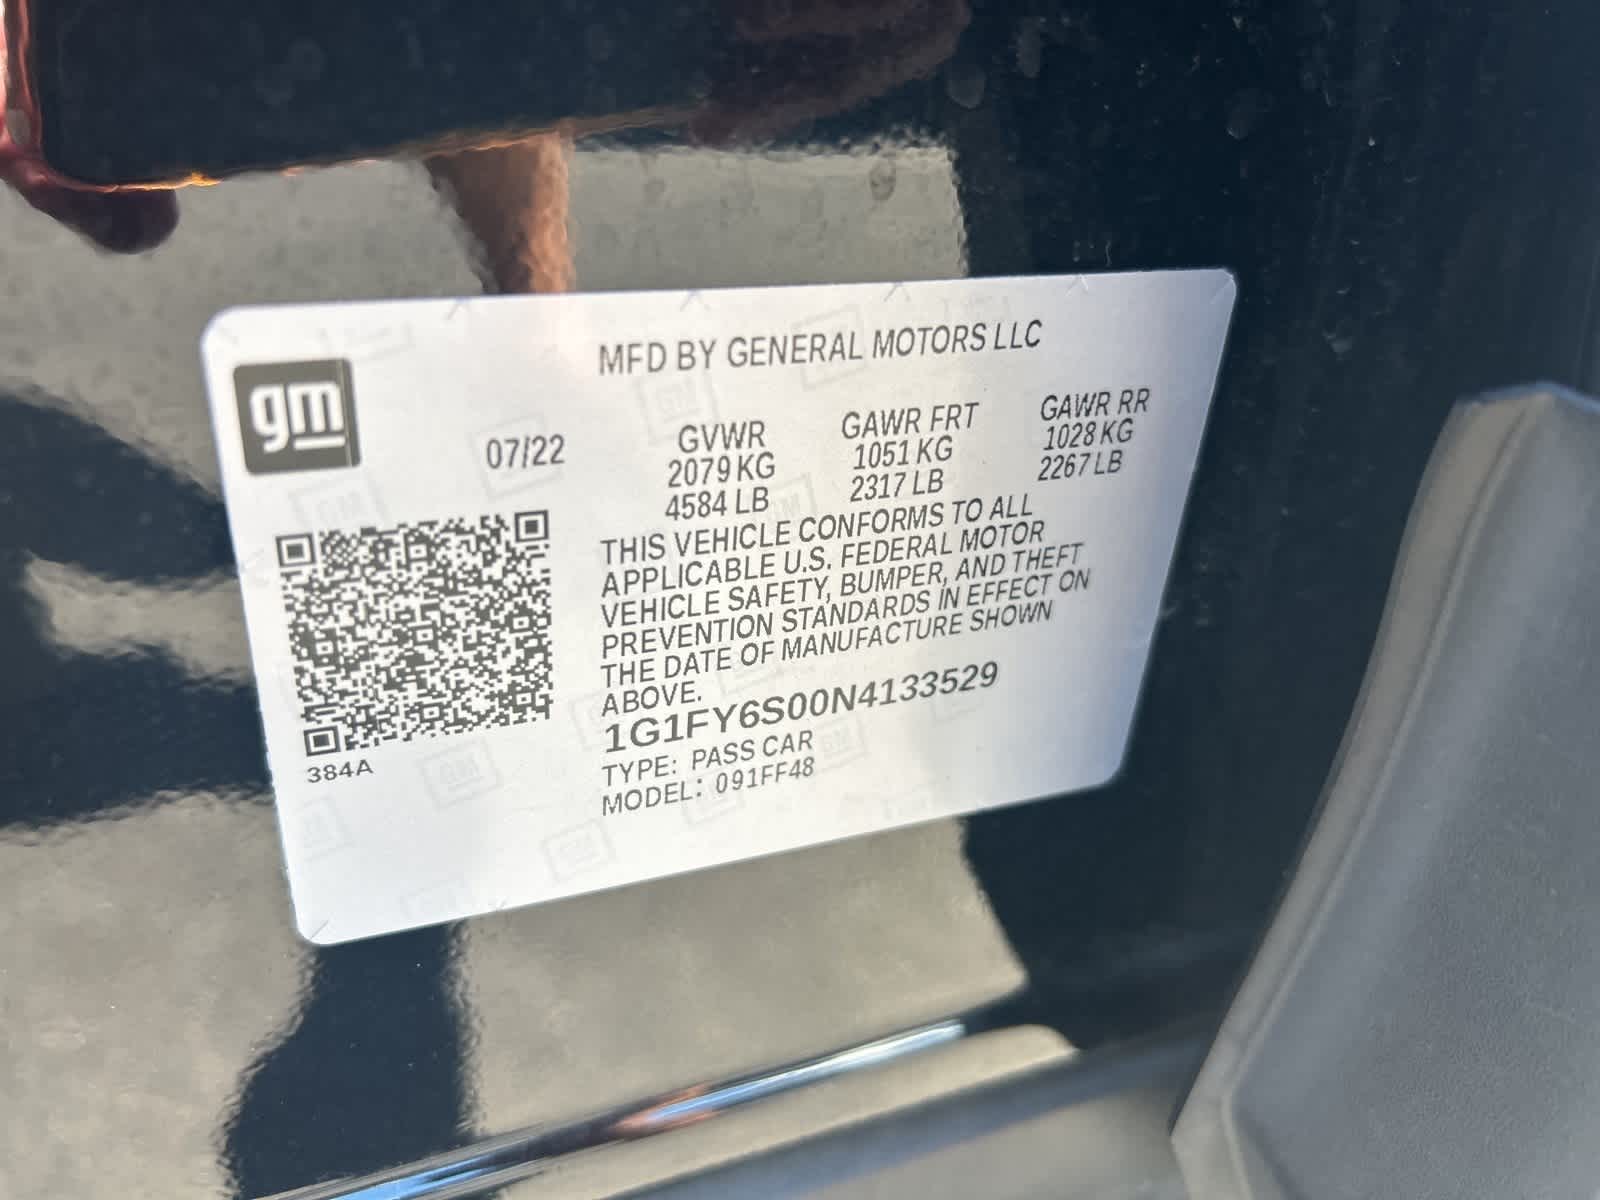 MFD BY GENERAL MOTORS LLC
gm
07/22
GVWR
2079 KG
4584 LB
GAWR FRT
1051 KG
2317 LB
GAWR RR
1028 KG
2267 LB
THIS VEHICLE CONFORMS TO ALL
APPLICABLE U.S. FEDERAL MOTOR
VEHICLE SAFETY, BUMPER, AND THEFT
PREVENTION STANDARDS IN EFFECT ON
THE DATE OF MANUFACTURE SHOWN
ABOVE.
1G1FY6S00N4133529
TYPE: PASS CAR
MODEL: 091FF48
384A